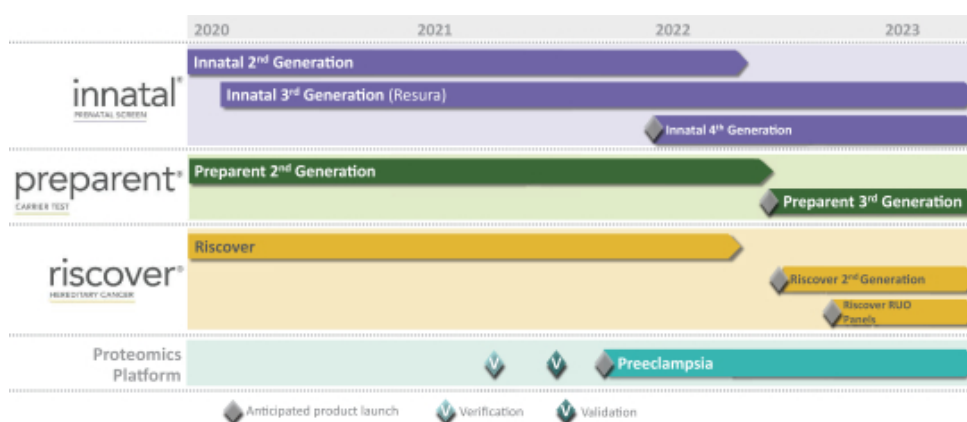 2020 2021 2022 2023
Innatal 2nd Generation
innatal®
PRENATAL SCREEN
Innatal 3rd Generation (Resura)
Innatal 4th Generation
preparent®
CARRIER TEST
Preparent 2nd Generation
Preparent 3rd Generation
riscover®
HEREDITARY CANCER
Riscover
Riscover 2nd Generation
Riscover RUO
Panels
Proteomics
Platform
V V Preeclampsia
Anticipated product launch V Verification V Validation